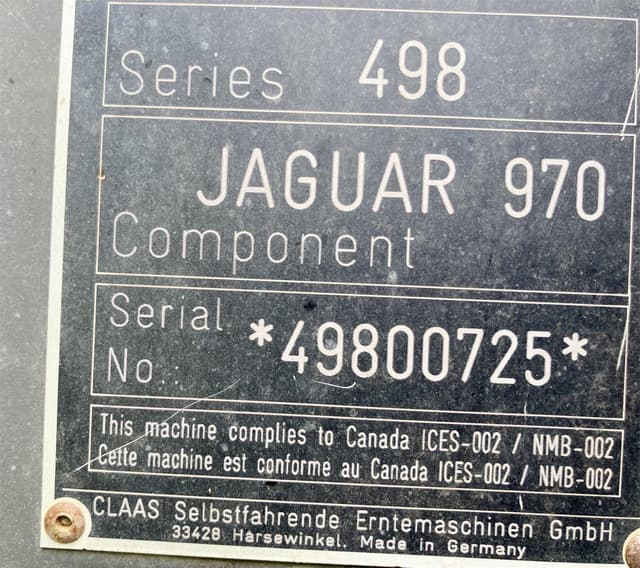 Series 498
JAGUAR 970
Component
Serial
No.: *49800725*
This machine complies to Canada ICES-002 / NMB-002
Cette machine est conforme au Canada ICES-002 / NMB-002
CLAAS Selbstfahrende Erntemaschinen GmbH
33428 Harsewinkel. Made in Germany